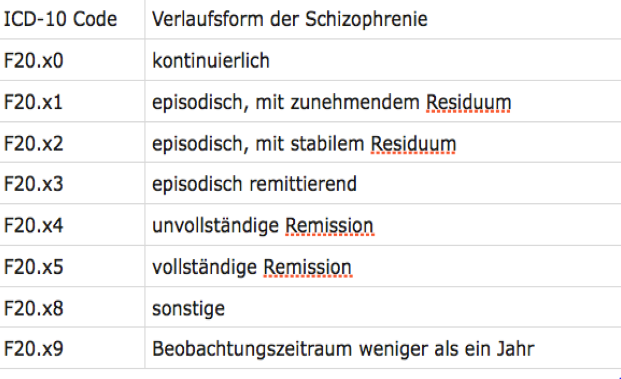 ICD-10 Code Verlaufsform der Schizophrenie
F20.x0 kontinuierlich
F20.x1 episodisch, mit zunehmendem Residuum
F20.x2 episodisch, mit stabilem Residuum
F20.x3 episodisch remittierend
F20.x4 unvollständige Remission
F20.x5 vollständige Remission
F20.x8 sonstige
F20.x9 Beobachtungszeitraum weniger als ein Jahr